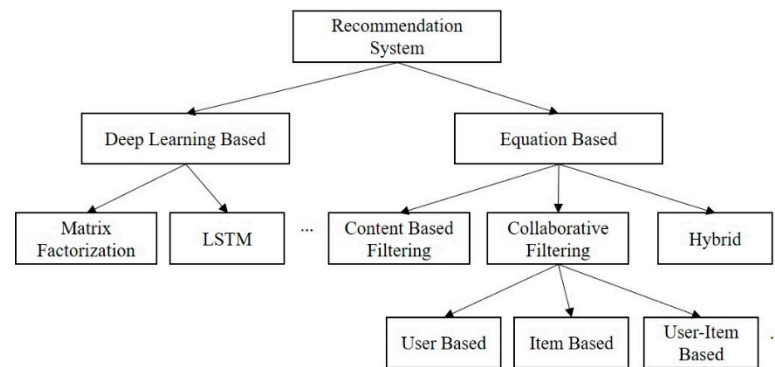 Recommendation
System
Deep Learning Based
Equation Based
Matrix
Factorization
LSTM
...
Content Based
Filtering
Collaborative
Filtering
Hybrid
User Based
Item Based
User-Item
Based
.